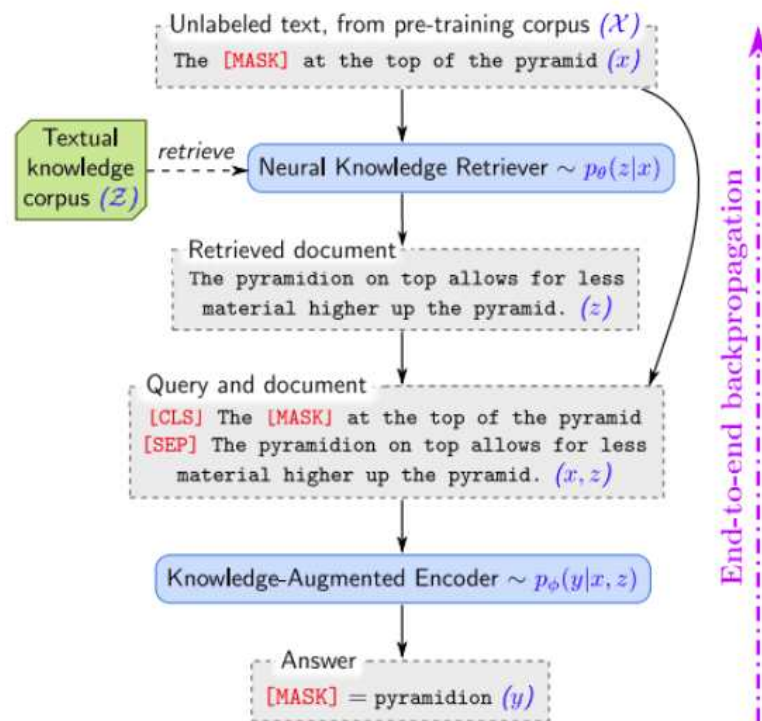 Unlabeled text, from pre-training corpus (𝒳)
The [MASK] at the top of the pyramid (x)
Textual
knowledge
corpus (𝒵)
retrieve
Neural Knowledge Retriever ∼ pθ(z|x)
Retrieved document
The pyramidion on top allows for less
material higher up the pyramid. (z)
Query and document
[CLS] The [MASK] at the top of the pyramid
[SEP] The pyramidion on top allows for less
material higher up the pyramid. (x, z)
Knowledge-Augmented Encoder ∼ pϕ(y|x, z)
Answer
[MASK] = pyramidion (y)
End-to-end backpropagation